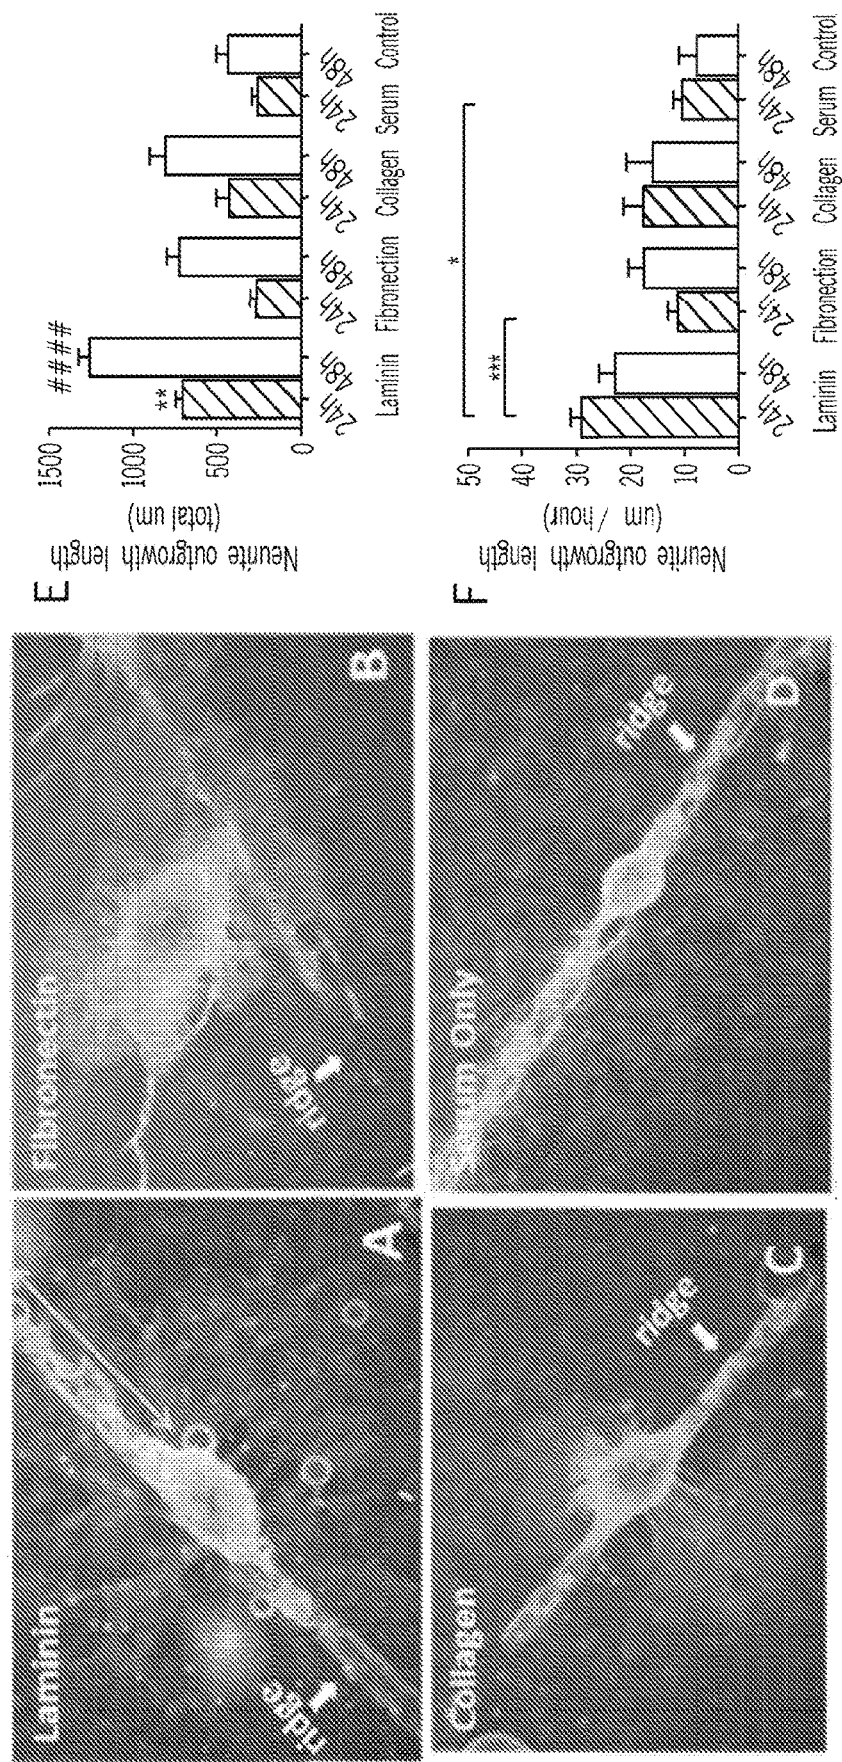 Laminin
ridge
A
Fibronectin
ridge
B
Collagen
ridge
C
Serum Only
ridge
D
E
Neurite outgrowth length
(total um)
1500
1000
500
0
**
####
24h 48h 24h 48h 24h 48h 24h 48h
Laminin Fibronection Collagen Serum Control
F
Neurite outgrowth length
(um / hour)
50
40
30
20
10
0
*
***
24h 48h 24h 48h 24h 48h 24h 48h
Laminin Fibronection Collagen Serum Control